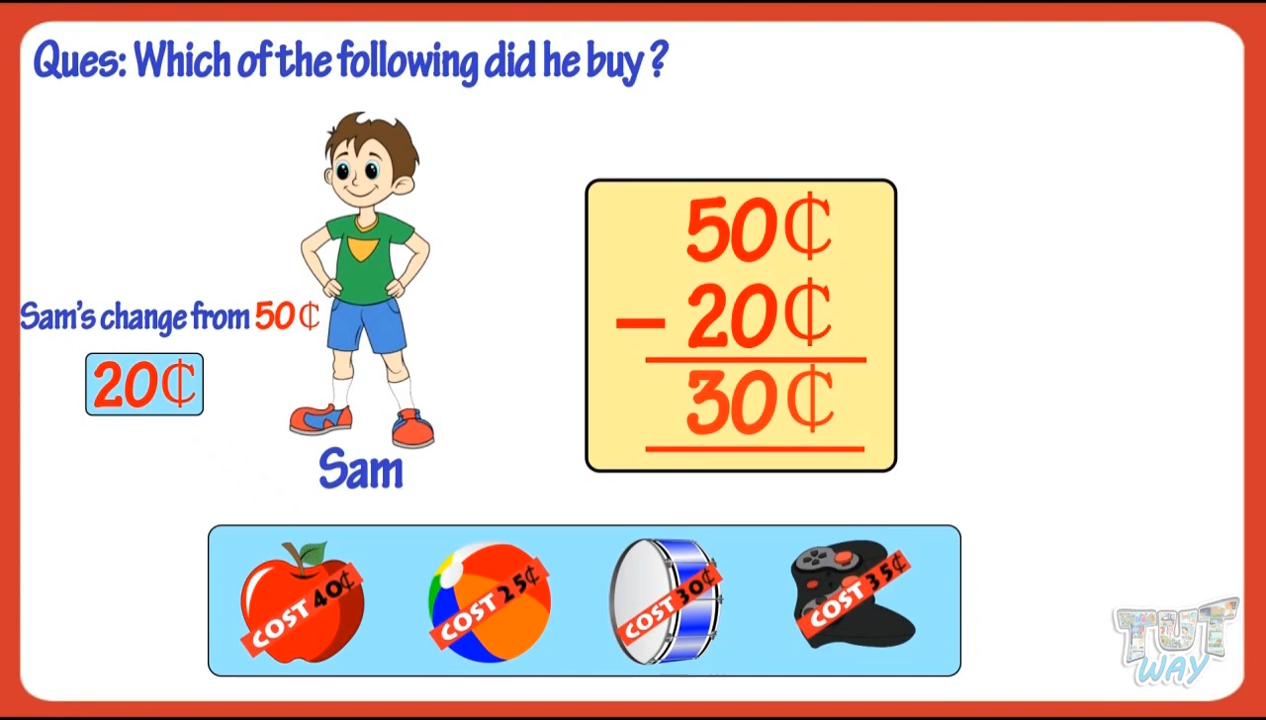 Ques: Which of the following did he buy ?
Sam's change from 50₵
20₵
Sam
50₵
- 20₵
30₵
COST 40₵
COST 25₵
COST 30₵
COST 35₵
TUT
WAY